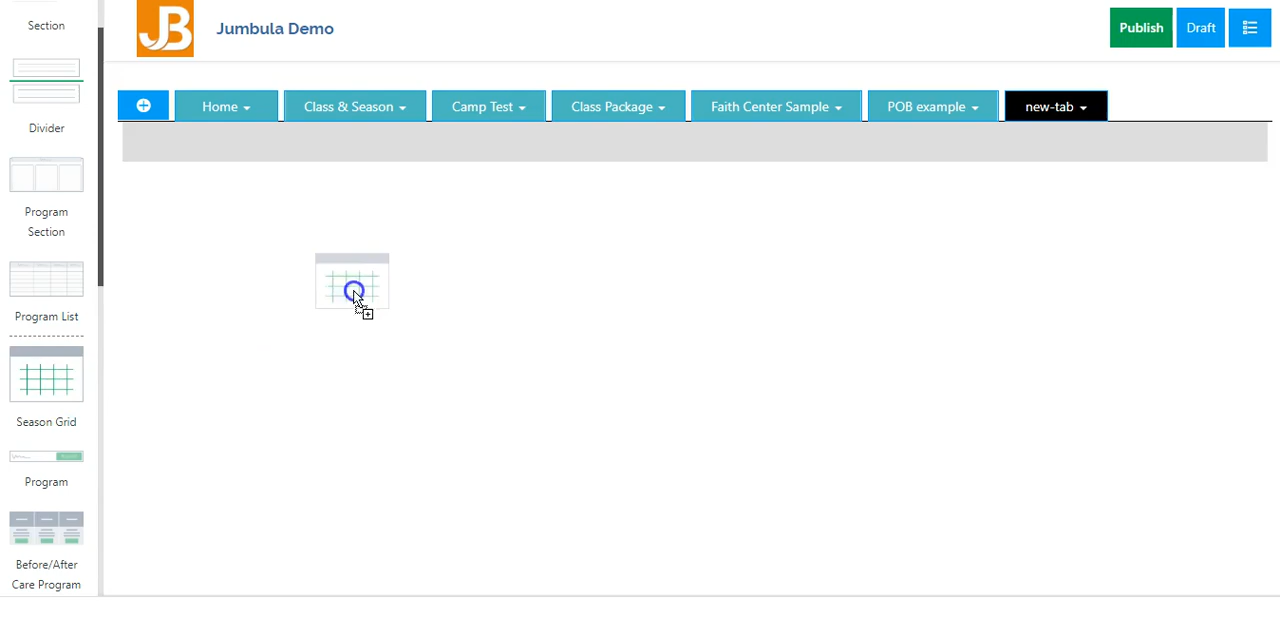 Section
Divider
Program
Section
Program List
Season Grid
Program
Before/After
Care Program
JB
Jumbula Demo
Publish
Draft
Home
Class & Season
Camp Test
Class Package
Faith Center Sample
POB example
new-tab